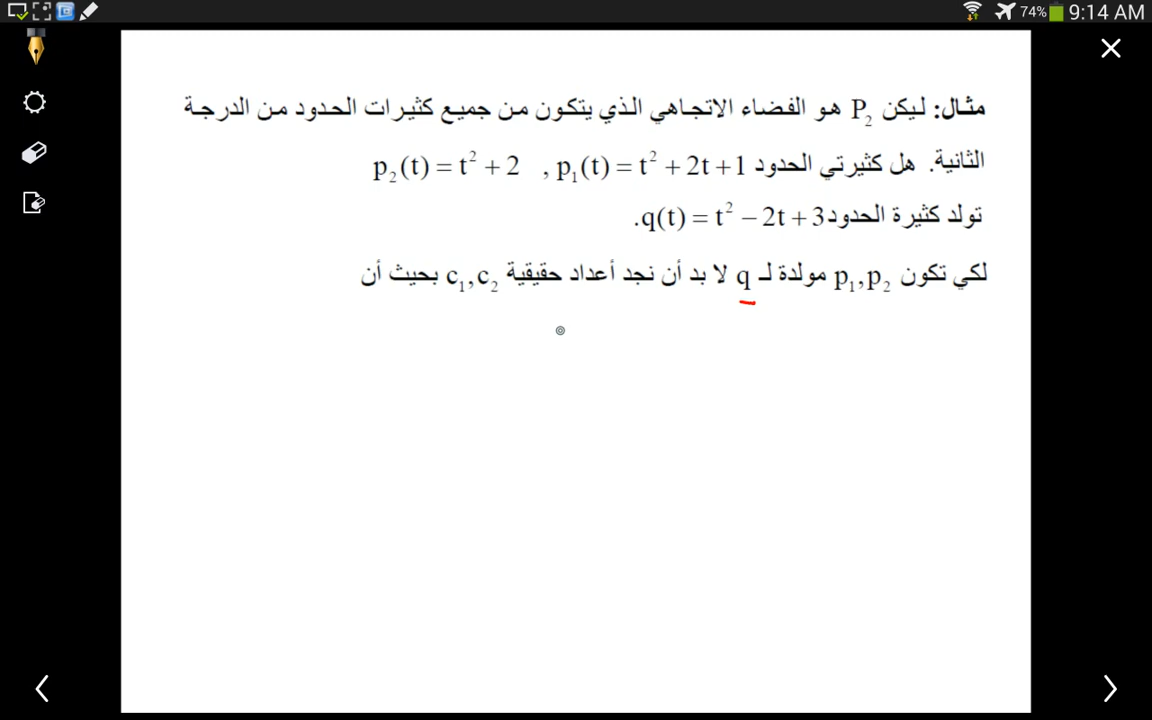 74% 9:14 AM
مثال: ليكن P₂ هو الفضاء الاتجاهي الذي يتكون من جميع كثيرات الحدود من الدرجة
الثانية. هل كثيرتي الحدود p₁(t) = t² + 2t + 1 , p₂(t) = t² + 2
تولد كثيرة الحدود q(t) = t² − 2t + 3.
لكي تكون p₁,p₂ مولدة لـ q لا بد أن نجد أعداد حقيقية c₁,c₂ بحيث أن